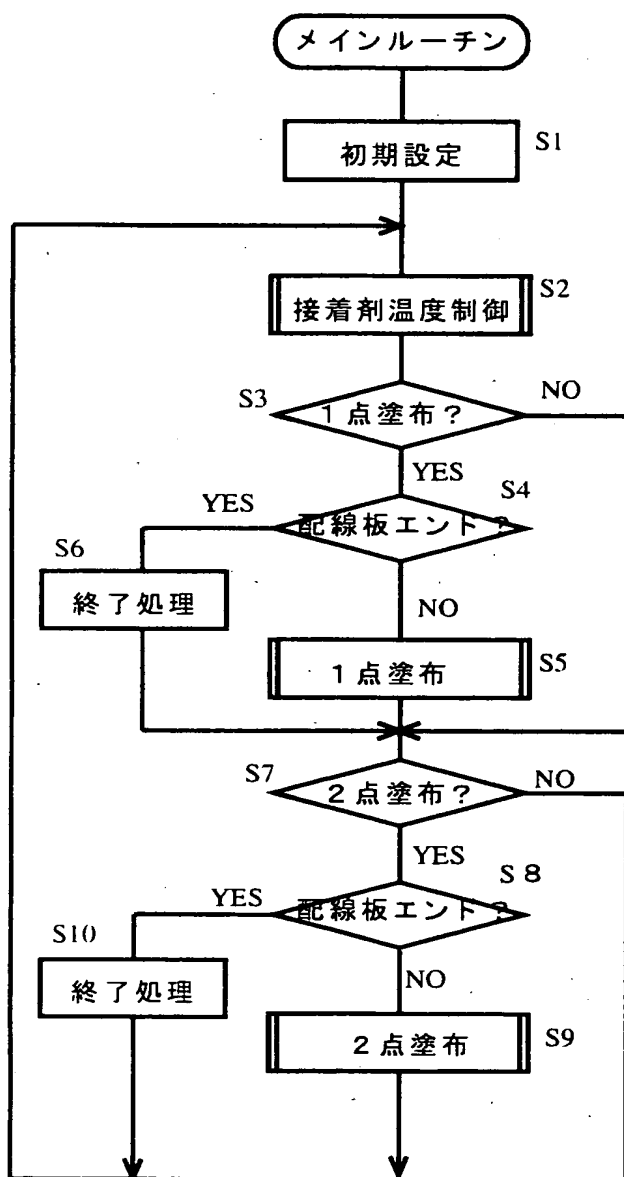 メインルーチン
初期設定
S1
接着剤温度制御
S2
S3
1点塗布?
NO
YES
S4
YES
配線板エント?
S6
終了処理
NO
1点塗布
S5
S7
2点塗布?
NO
YES
S8
YES
配線板エント?
S10
終了処理
NO
2点塗布
S9